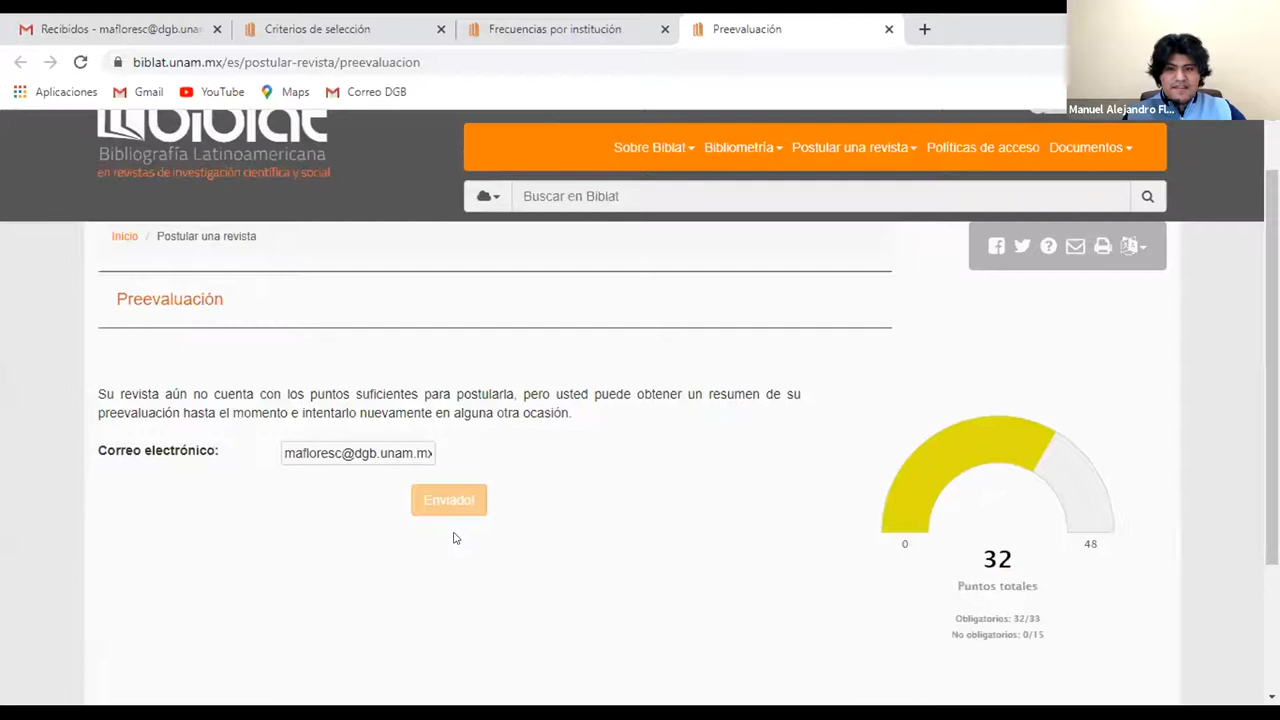 Recibidos - mafloresc@dgb.una
Criterios de selección
Frecuencias por institución
Preevaluación
biblat.unam.mx/es/postular-revista/preevaluacion
Aplicaciones
Gmail
YouTube
Maps
Correo DGB
Manuel Alejandro Fl...
biblat
Bibliografía Latinoamericana
en revistas de investigación científica y social
Sobre Biblat
Bibliometría
Postular una revista
Políticas de acceso
Documentos
Buscar en Biblat
Inicio / Postular una revista
Preevaluación
Su revista aún no cuenta con los puntos suficientes para postularla, pero usted puede obtener un resumen de su
preevaluación hasta el momento e intentarlo nuevamente en alguna otra ocasión.
Correo electrónico:
mafloresc@dgb.unam.mx
Enviado!
0
48
32
Puntos totales
Obligatorios: 32/33
No obligatorios: 0/15